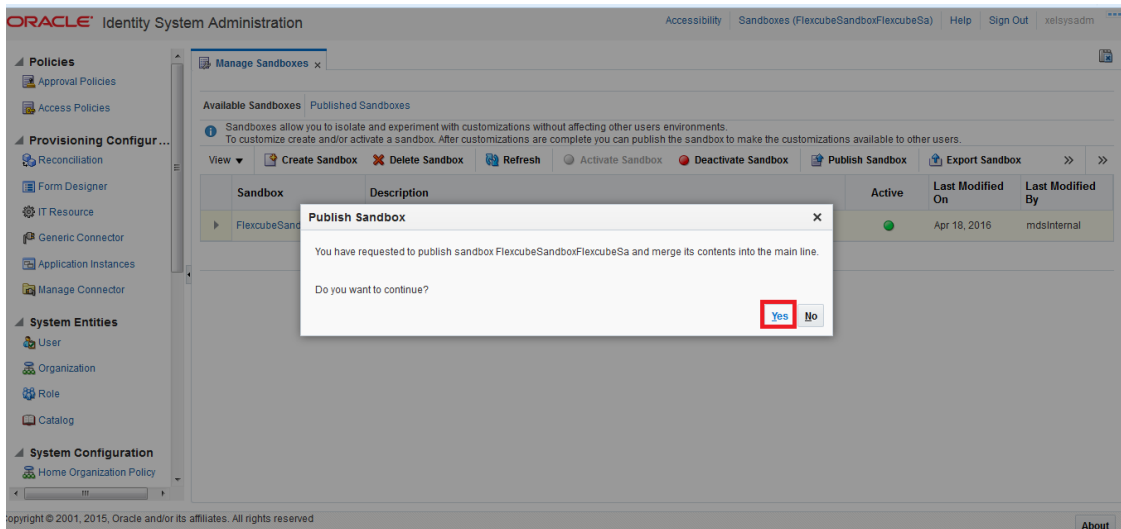 ORACLE® Identity System Administration
Accessibility Sandboxes (FlexcubeSandboxFlexcubeSa) Help Sign Out xelsysadm
Policies
Approval Policies
Access Policies
Provisioning Configur...
Reconciliation
Form Designer
IT Resource
Generic Connector
Application Instances
Manage Connector
System Entities
User
Organization
Role
Catalog
System Configuration
Home Organization Policy
Manage Sandboxes x
Available Sandboxes Published Sandboxes
Sandboxes allow you to isolate and experiment with customizations without affecting other users environments.
To customize create and/or activate a sandbox. After customizations are complete you can publish the sandbox to make the customizations available to other users.
View Create Sandbox Delete Sandbox Refresh Activate Sandbox Deactivate Sandbox Publish Sandbox Export Sandbox » »
Sandbox Description Active Last Modified On Last Modified By
FlexcubeSand Apr 18, 2016 mdsInternal
Publish Sandbox ×
You have requested to publish sandbox FlexcubeSandboxFlexcubeSa and merge its contents into the main line.
Do you want to continue?
Yes No
opyright © 2001, 2015, Oracle and/or its affiliates. All rights reserved
About